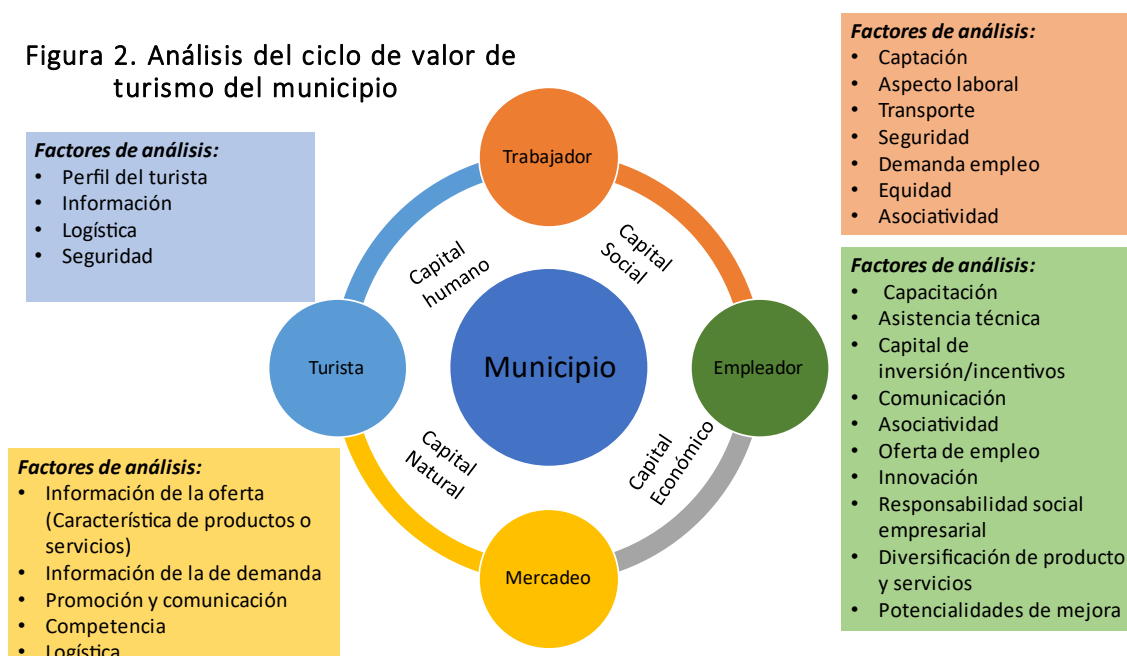 Figura 2. Análisis del ciclo de valor de
turismo del municipio
Factores de análisis:
• Perfil del turista
• Información
• Logística
• Seguridad
Factores de análisis:
• Captación
• Aspecto laboral
• Transporte
• Seguridad
• Demanda empleo
• Equidad
• Asociatividad
Trabajador
Capital
humano
Capital
Social
Turista
Municipio
Empleador
Capital
Natural
Capital
Económico
Mercadeo
Factores de análisis:
• Capacitación
• Asistencia técnica
• Capital de
inversión/incentivos
• Comunicación
• Asociatividad
• Oferta de empleo
• Innovación
• Responsabilidad social
empresarial
• Diversificación de producto
y servicios
• Potencialidades de mejora
Factores de análisis:
• Información de la oferta
(Característica de productos o
servicios)
• Información de la de demanda
• Promoción y comunicación
• Competencia
• Logística